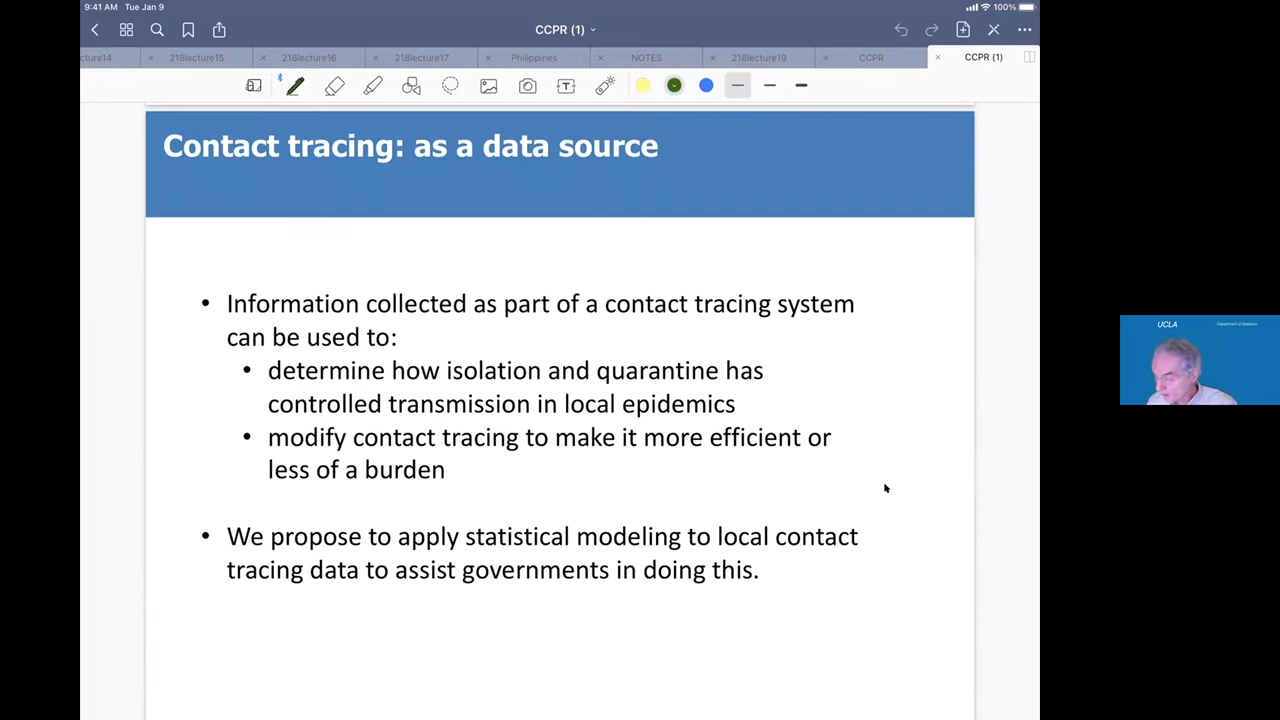 9:41 AM Tue Jan 9
100%
CCPR (1)
cture14
218lecture15
218lecture16
218lecture17
Philippines
NOTES
218lecture19
CCPR
CCPR (1)
Contact tracing: as a data source
• Information collected as part of a contact tracing system
can be used to:
• determine how isolation and quarantine has
controlled transmission in local epidemics
• modify contact tracing to make it more efficient or
less of a burden
• We propose to apply statistical modeling to local contact
tracing data to assist governments in doing this.
UCLA
Department of Statistics